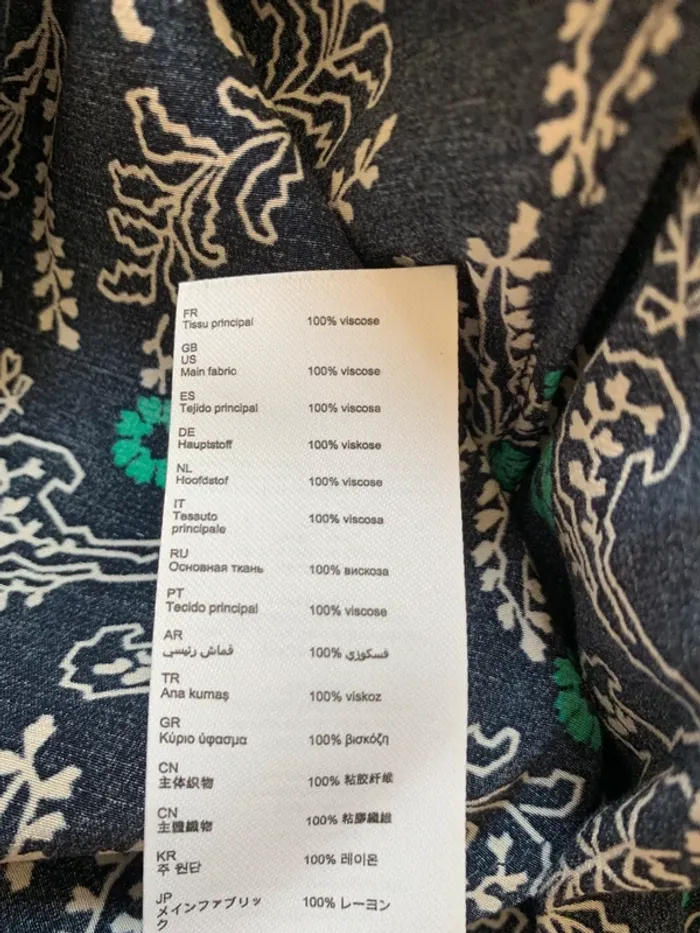 FR
Tissu principal 100% viscose
GB
US
Main fabric 100% viscose
ES
Tejido principal 100% viscosa
DE
Hauptstoff 100% viskose
NL
Hoofdstof 100% viscose
IT
Tessuto
principale 100% viscosa
RU
Основная ткань 100% вискоза
PT
Tecido principal 100% viscose
AR
قماش رئيسي 100% فسكوزي
TR
Ana kumaş 100% viskoz
GR
Κύριο ύφασμα 100% βισκόζη
CN
主体织物 100% 粘胶纤维
CN
主體織物 100% 粘膠纖維
KR
주 원단 100% 레이온
JP
メインファブリッ 100% レーヨン
ク